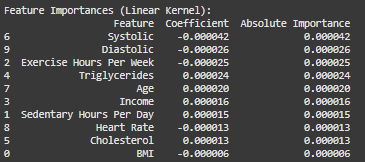 Feature Importances (Linear Kernel):
Feature Coefficient Absolute Importance
6 Systolic -0.000042 0.000042
9 Diastolic -0.000026 0.000026
2 Exercise Hours Per Week -0.000025 0.000025
4 Triglycerides 0.000024 0.000024
7 Age 0.000020 0.000020
3 Income 0.000016 0.000016
1 Sedentary Hours Per Day 0.000015 0.000015
8 Heart Rate -0.000013 0.000013
5 Cholesterol 0.000013 0.000013
0 BMI -0.000006 0.000006